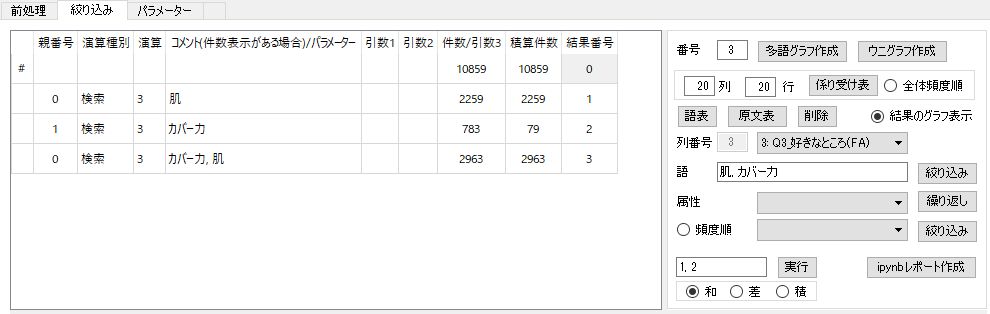 前処理 絞り込み パラメーター
親番号 演算種別 演算 コメント(件数表示がある場合)/パラメーター 引数1 引数2 件数/引数3 積算件数 結果番号
# 10859 10859 0
0 検索 3 肌 2259 2259 1
1 検索 3 カバー力 783 79 2
0 検索 3 カバー力, 肌 2963 2963 3
番号 3 多語グラフ作成 ウニグラフ作成
20 列 20 行 係り受け表 全体頻度順
語表 原文表 削除 結果のグラフ表示
列番号 3 3: Q3_好きなところ(FA)
語 肌, カバー力 絞り込み
属性 繰り返し
頻度順 絞り込み
1, 2 実行 ipynbレポート作成
和 差 積